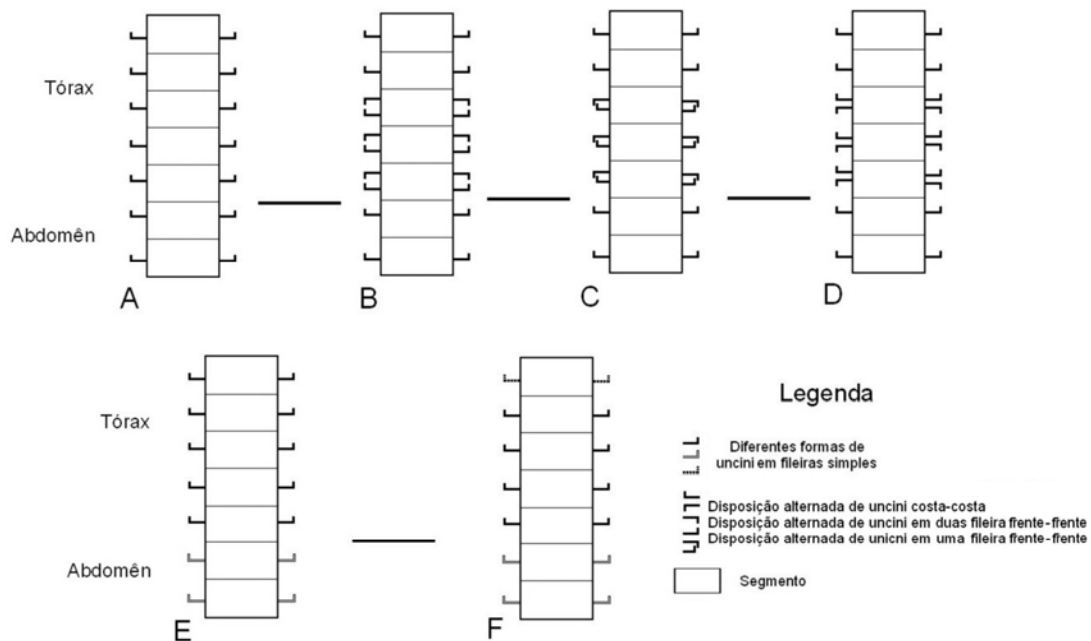 Tórax
Abdomên
A
B
C
D
Tórax
Abdomên
E
F
Legenda
Diferentes formas de
uncini em fileiras simples
Disposição alternada de uncini costa-costa
Disposição alternada de uncini em duas fileira frente-frente
Disposição alternada de unicni em uma fileira frente-frente
Segmento